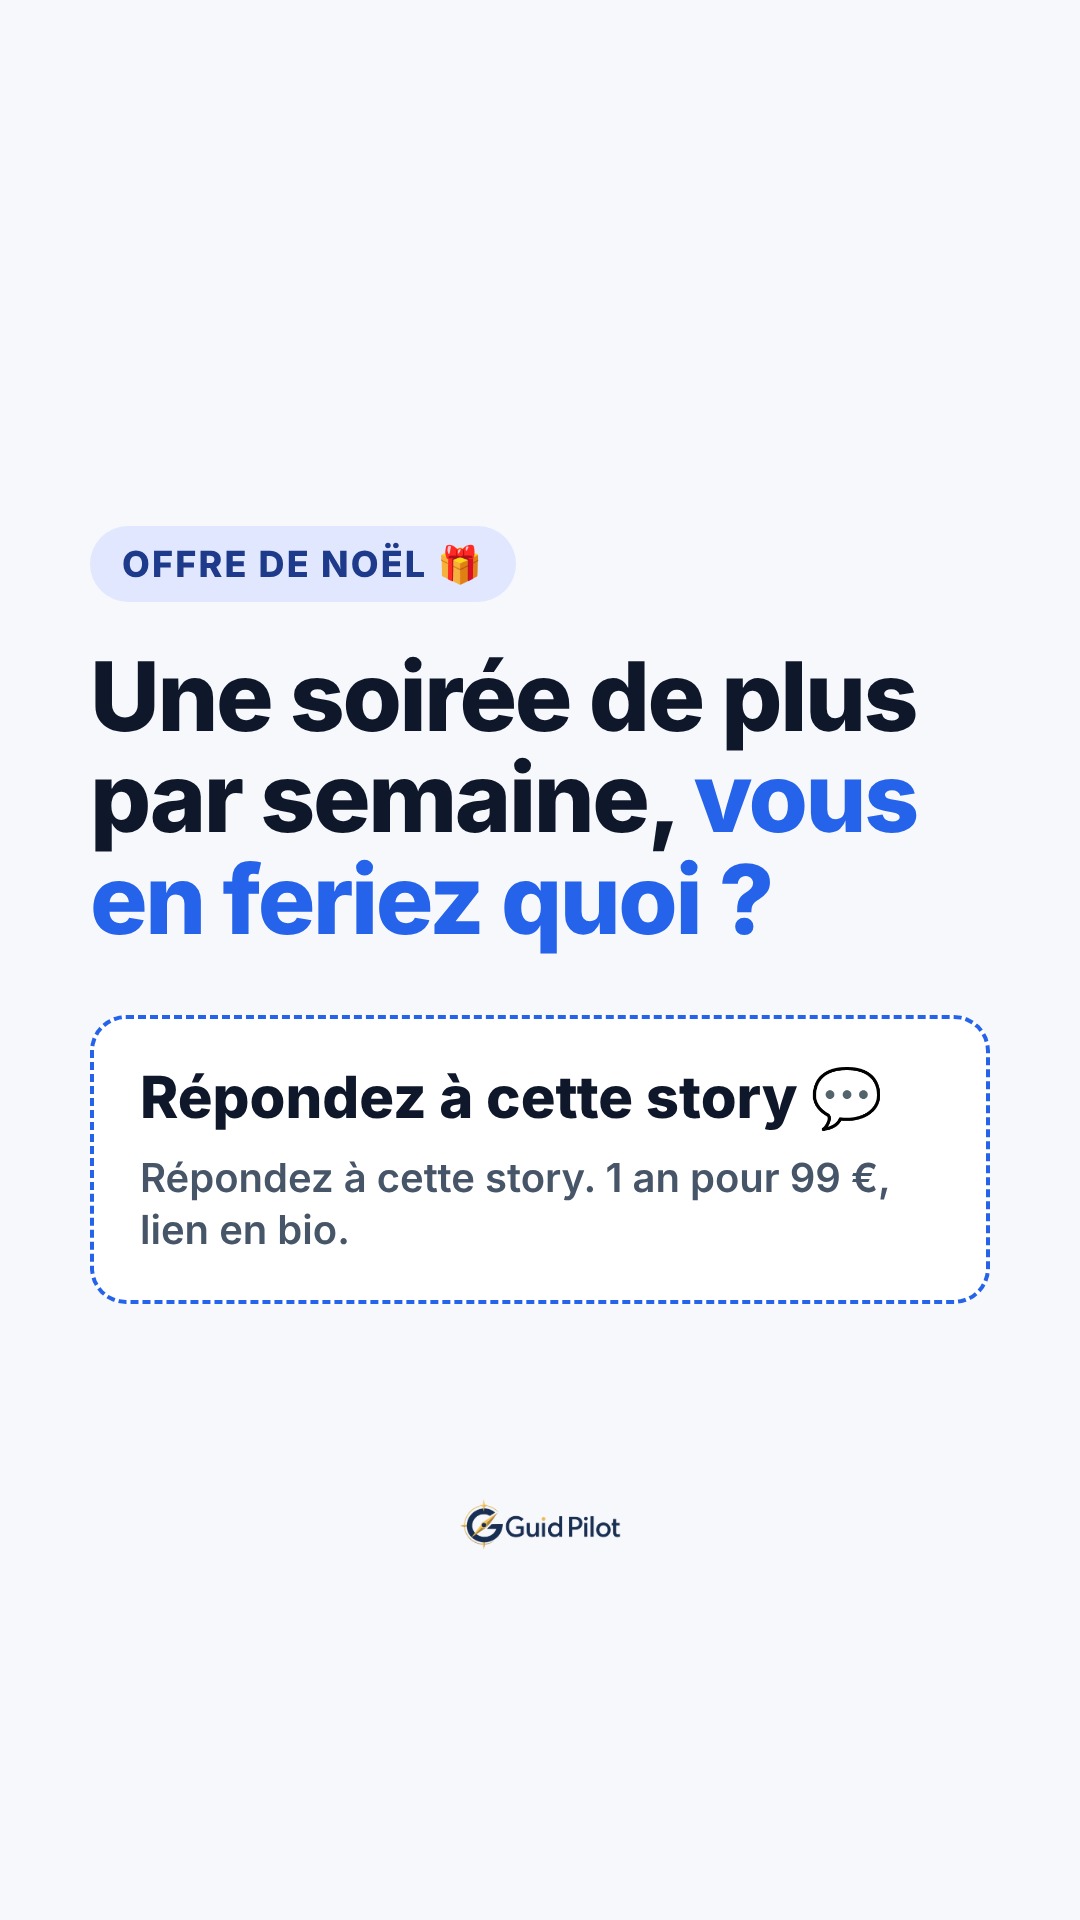 OFFRE DE NOËL 🎁
Une soirée de plus
par semaine, vous
en feriez quoi ?
Répondez à cette story 💬
Répondez à cette story. 1 an pour 99 €,
lien en bio.
Guid Pilot